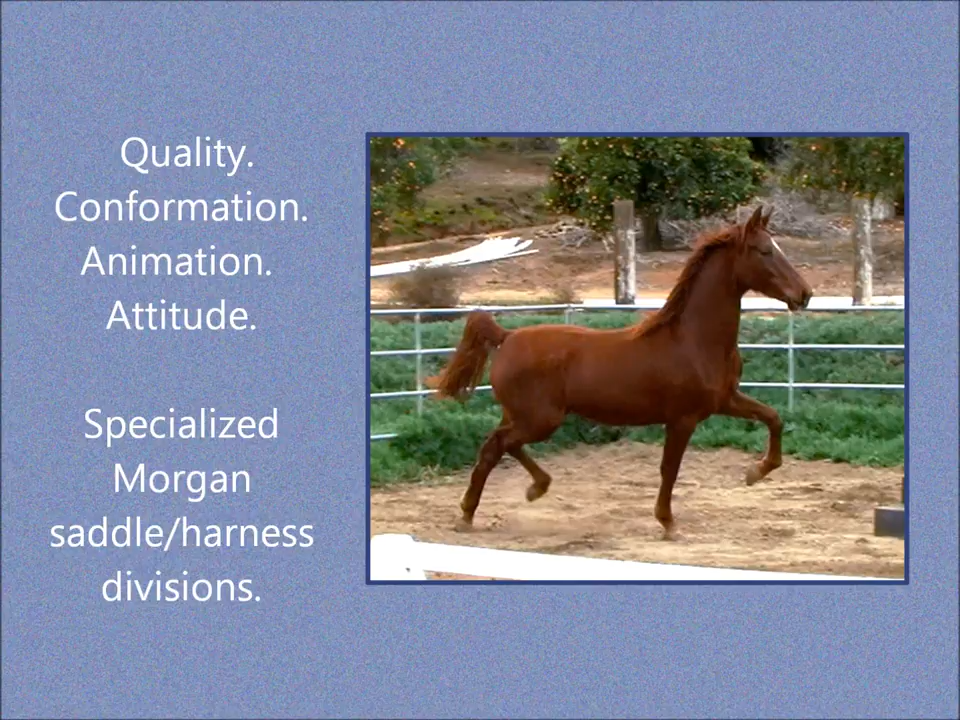 Quality.
Conformation.
Animation.
Attitude.
Specialized
Morgan
saddle/harness
divisions.